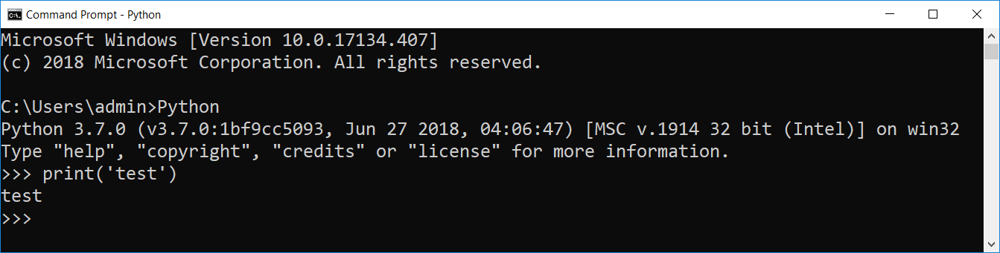 Command Prompt - Python
Microsoft Windows [Version 10.0.17134.407]
(c) 2018 Microsoft Corporation. All rights reserved.
C:\Users\admin>Python
Python 3.7.0 (v3.7.0:1bf9cc5093, Jun 27 2018, 04:06:47) [MSC v.1914 32 bit (Intel)] on win32
Type "help", "copyright", "credits" or "license" for more information.
>>> print('test')
test
>>>